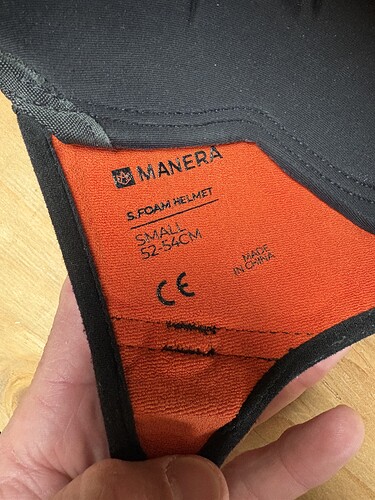 MANERA
S.FOAM HELMET
SMALL
52-54CM
MADE
IN CHINA
CE